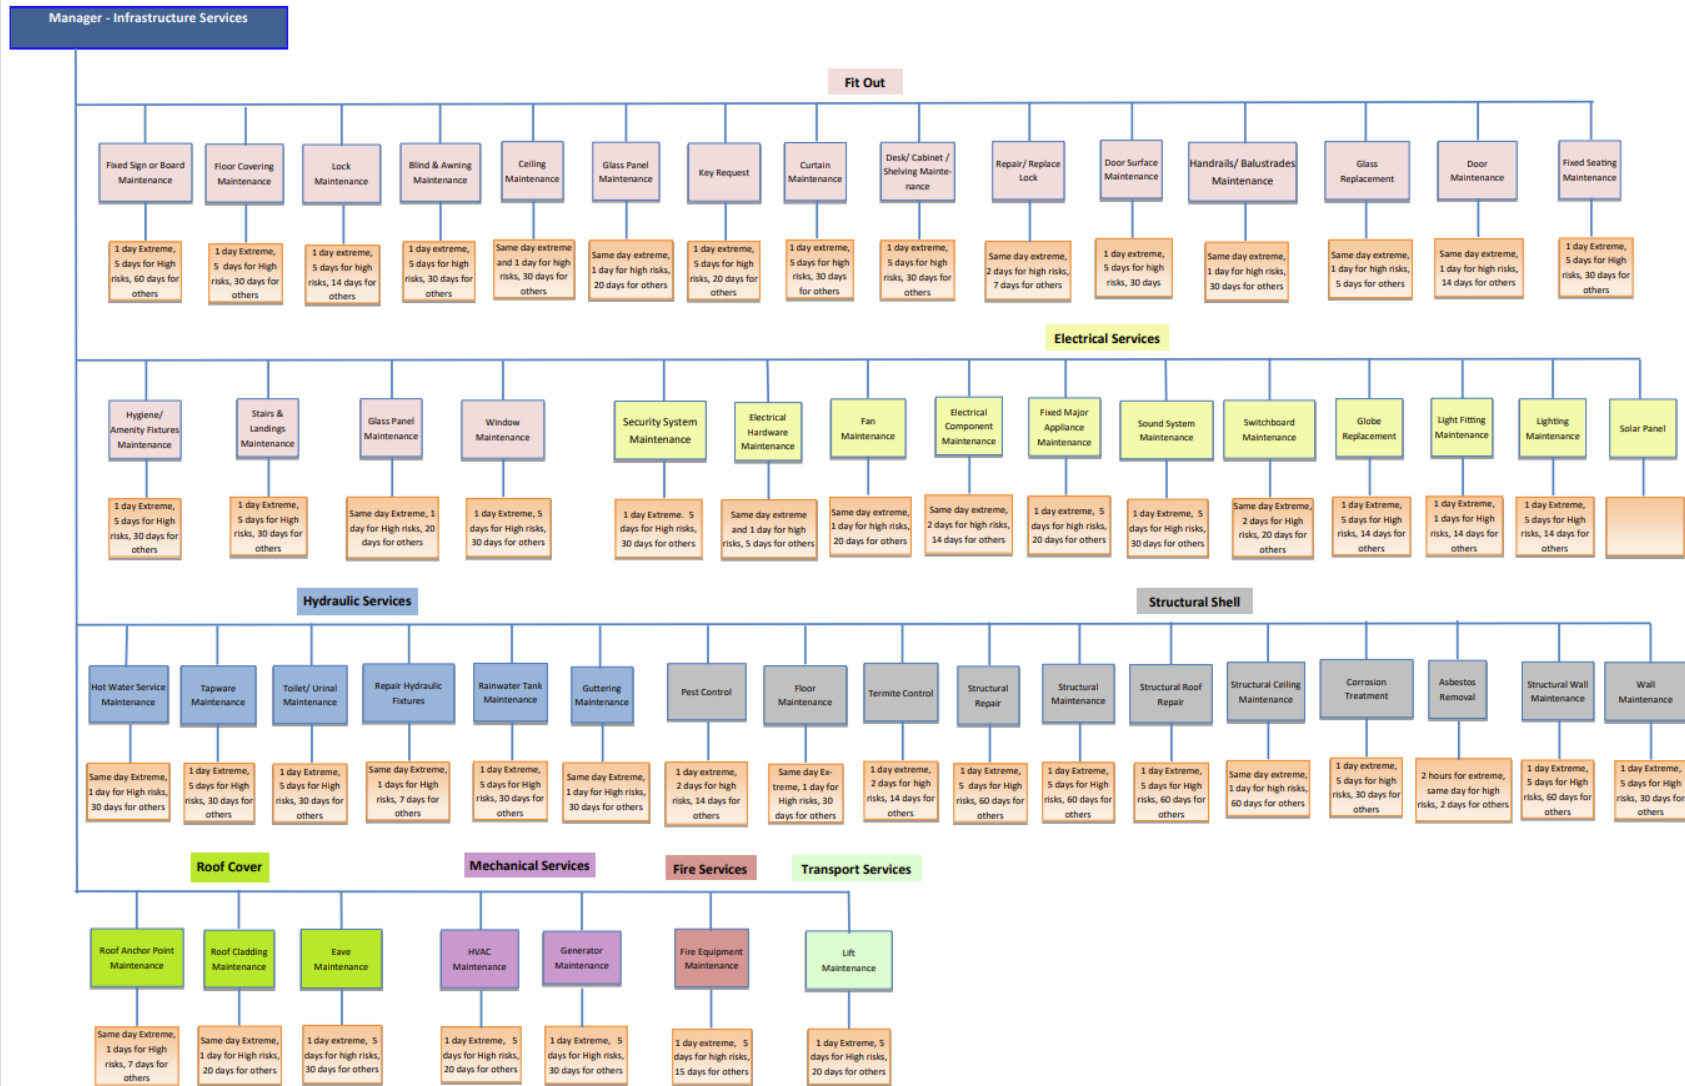 Manager - Infrastructure Services
Fit Out
Fixed Sign or Board
Maintenance
Floor Covering
Maintenance
Lock
Maintenance
Blind & Awning
Maintenance
Ceiling
Maintenance
Glass Panel
Maintenance
Key Request
Curtain
Maintenance
Desk/ Cabinet /
Shelving Mainte-
nance
Repair/ Replace
Lock
Door Surface
Maintenance
Handrails/ Balustrades
Maintenance
Glass
Replacement
Door
Maintenance
Fixed Seating
Maintenance
1 day Extreme,
5 days for High
risks, 60 days for
others
1 day Extreme,
5 days for High
risks, 30 days for
others
1 day extreme,
5 days for high
risks, 14 days for
others
1 day extreme,
5 days for high
risks, 30 days for
others
Same day extreme
and 1 day for high
risks, 30 days for
others
Same day extreme,
1 day for high risks,
20 days for others
1 day extreme,
5 days for high
risks, 20 days for
others
1 day extreme,
5 days for high
risks, 30 days
for others
1 day extreme,
5 days for high
risks, 30 days for
others
Same day extreme,
2 days for high risks,
7 days for others
1 day extreme,
5 days for high
risks, 30 days
Same day extreme,
1 day for high risks,
30 days for others
Same day extreme,
1 day for high risks,
5 days for others
Same day extreme,
1 day for high risks,
14 days for others
1 day Extreme,
5 days for High
risks, 30 days for
others
Electrical Services
Hygiene/
Amenity Fixtures
Maintenance
Stairs &
Landings
Maintenance
Glass Panel
Maintenance
Window
Maintenance
Security System
Maintenance
Electrical
Hardware
Maintenance
Fan
Maintenance
Electrical
Component
Maintenance
Fixed Major
Appliance
Maintenance
Sound System
Maintenance
Switchboard
Maintenance
Globe
Replacement
Light Fitting
Maintenance
Lighting
Maintenance
Solar Panel
1 day Extreme,
5 days for High
risks, 30 days for
others
1 day Extreme,
5 days for High
risks, 30 days for
others
Same day Extreme, 1
day for High risks, 20
days for others
1 day Extreme, 5
days for High risks,
30 days for others
1 day Extreme. 5
days for High risks,
30 days for others
Same day extreme
and 1 day for high
risks, 5 days for others
Same day extreme,
1 day for high risks,
20 days for others
Same day extreme,
2 days for high risks,
14 days for others
1 day extreme, 5
days for high risks,
20 days for others
1 day Extreme, 5
days for High risks,
30 days for others
Same day Extreme,
2 days for High
risks, 20 days for
others
1 day Extreme,
5 days for High
risks, 14 days for
others
1 day Extreme,
1 days for High
risks, 14 days for
others
1 day Extreme,
5 days for High
risks, 14 days for
others
Hydraulic Services
Structural Shell
Hot Water Service
Maintenance
Tapware
Maintenance
Toilet/ Urinal
Maintenance
Repair Hydraulic
Fixtures
Rainwater Tank
Maintenance
Guttering
Maintenance
Pest Control
Floor
Maintenance
Termite Control
Structural
Repair
Structural
Maintenance
Structural Roof
Repair
Structural Ceiling
Maintenance
Corrosion
Treatment
Asbestos
Removal
Structural Wall
Maintenance
Wall
Maintenance
Same day Extreme,
1 day for High risks,
30 days for others
1 day Extreme,
5 days for High
risks, 30 days for
others
1 day Extreme,
5 days for High
risks, 30 days for
others
Same day Extreme,
1 day for High
risks, 7 days for
others
1 day Extreme,
5 days for High
risks, 30 days for
others
Same day Extreme,
1 day for High risks,
30 days for others
1 day extreme,
2 days for high
risks, 14 days for
others
Same day Ex-
treme, 1 day for
High risks, 30
days for others
1 day extreme,
2 days for high
risks, 14 days for
others
1 day Extreme,
5 days for High
risks, 60 days for
others
1 day Extreme,
5 days for High
risks, 60 days for
others
1 day Extreme,
5 days for High
risks, 60 days for
others
Same day extreme,
1 day for high risks,
60 days for others
1 day extreme,
5 days for high
risks, 30 days for
others
2 hours for extreme,
same day for high
risks, 2 days for others
1 day Extreme,
5 days for High
risks, 60 days for
others
1 day Extreme,
5 days for High
risks, 30 days for
others
Roof Cover
Mechanical Services
Fire Services
Transport Services
Roof Anchor Point
Maintenance
Roof Cladding
Maintenance
Eave
Maintenance
HVAC
Maintenance
Generator
Maintenance
Fire Equipment
Maintenance
Lift
Maintenance
Same day Extreme,
1 days for High
risks, 7 days for
others
Same day Extreme,
1 day for High risks,
20 days for others
1 day extreme, 5
days for high risks,
30 days for others
1 day Extreme, 5
days for High risks,
20 days for others
1 day Extreme, 5
days for High risks,
30 days for others
1 day extreme, 5
days for high risks,
15 days for others
1 day Extreme, 5
days for High risks,
20 days for others